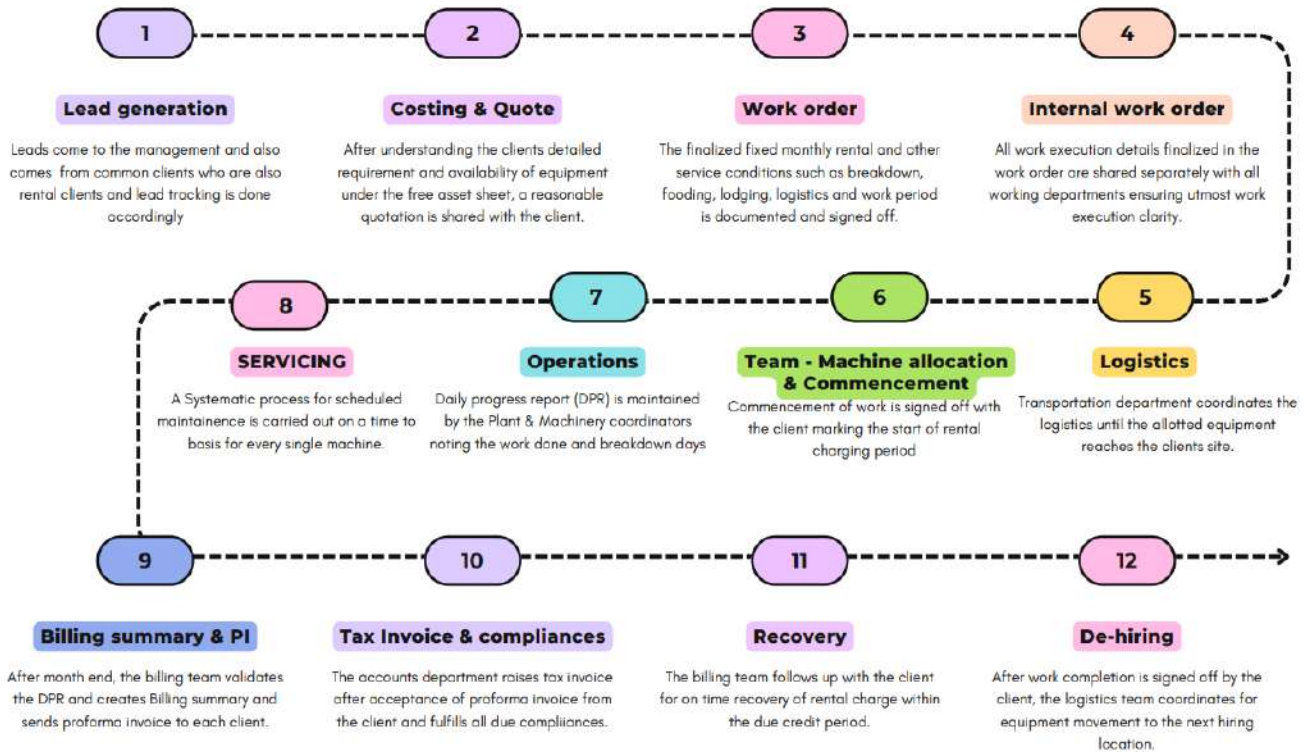 1
Lead generation
Leads come to the management and also
comes from common clients who are also
rental clients and lead tracking is done
accordingly
2
Costing & Quote
After understanding the clients detailed
requirement and availability of equipment
under the free asset sheet, a reasonable
quotation is shared with the client.
3
Work order
The finalized fixed monthly rental and other
service conditions such as breakdown,
fooding, lodging, logistics and work period
is documented and signed off.
4
Internal work order
All work execution details finalized in the
work order are shared separately with all
working departments ensuring utmost work
execution clarity.
5
Logistics
Transportation department coordinates the
logistics until the allotted equipment
reaches the clients site.
6
Team - Machine allocation
& Commencement
Commencement of work is signed off with
the client marking the start of rental
charging period
7
Operations
Daily progress report (DPR) is maintained
by the Plant & Machinery coordinators
noting the work done and breakdown days
8
SERVICING
A Systematic process for scheduled
maintainence is carried out on a time to
basis for every single machine.
9
Billing summary & PI
After month end, the billing team validates
the DPR and creates Billing summary and
sends proforma invoice to each client.
10
Tax Invoice & compliances
The accounts department raises tax invoice
after acceptance of proforma invoice from
the client and fulfills all due compliiances.
11
Recovery
The billing team follows up with the client
for on time recovery of rental charge within
the due credit period.
12
De-hiring
After work completion is signed off by the
client, the logistics team coordinates for
equipment movement to the next hiring
location.